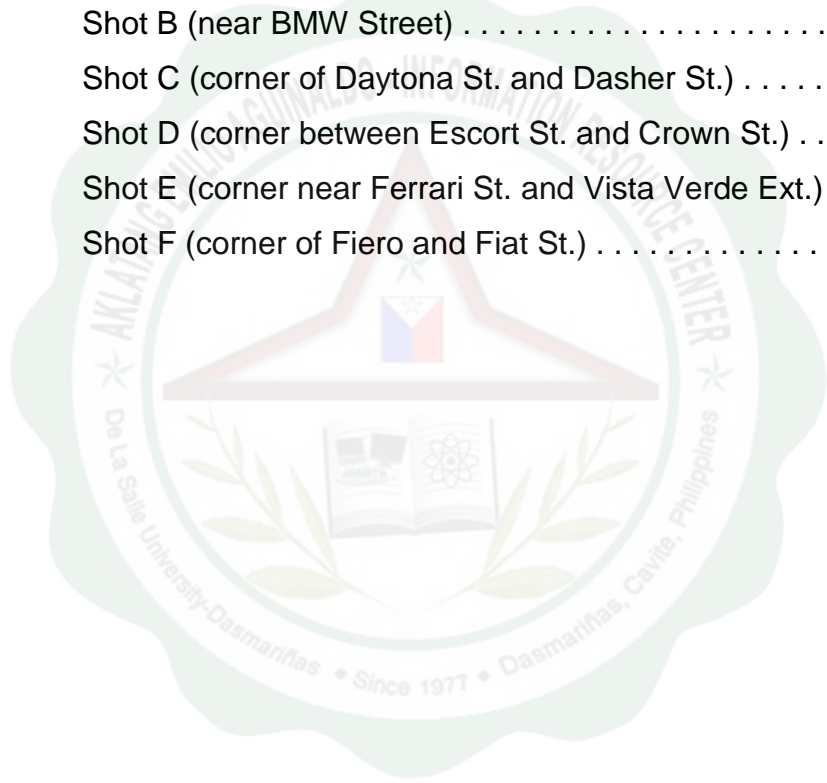 Shot B (near BMW Street) . . . . . . . . . . . . . . . . . . . . .
Shot C (corner of Daytona St. and Dasher St.) . . . . .
Shot D (corner between Escort St. and Crown St.) . .
Shot E (corner near Ferrari St. and Vista Verde Ext.)
Shot F (corner of Fiero and Fiat St.) . . . . . . . . . . . . .
AKLATANG EMILIO AGUINALDO - INFORMATION RESOURCE CENTER
De La Salle University-Dasmariñas • Since 1977 • Dasmariñas, Cavite, Philippines